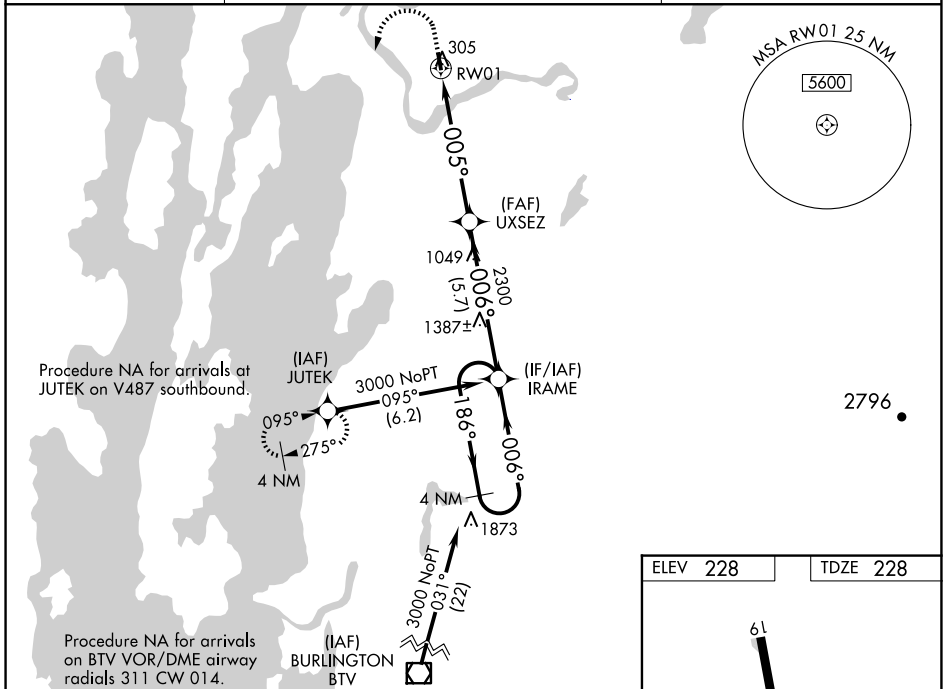 305
RW01
MSA RW01 25 NM
5600
005°
(FAF)
UXSEZ
1049
006°
2300
(5.7)
1387±
Procedure NA for arrivals at
JUTEK on V487 southbound.
(IAF)
JUTEK
3000 NoPT
095°
(6.2)
(IF/IAF)
IRAME
2796
095°
275°
4 NM
186°
006°
4 NM
1873
3000 NoPT
031°
(22)
ELEV 228
TDZE 228
19
Procedure NA for arrivals
on BTV VOR/DME airway
radials 311 CW 014.
(IAF)
BURLINGTON
BTV